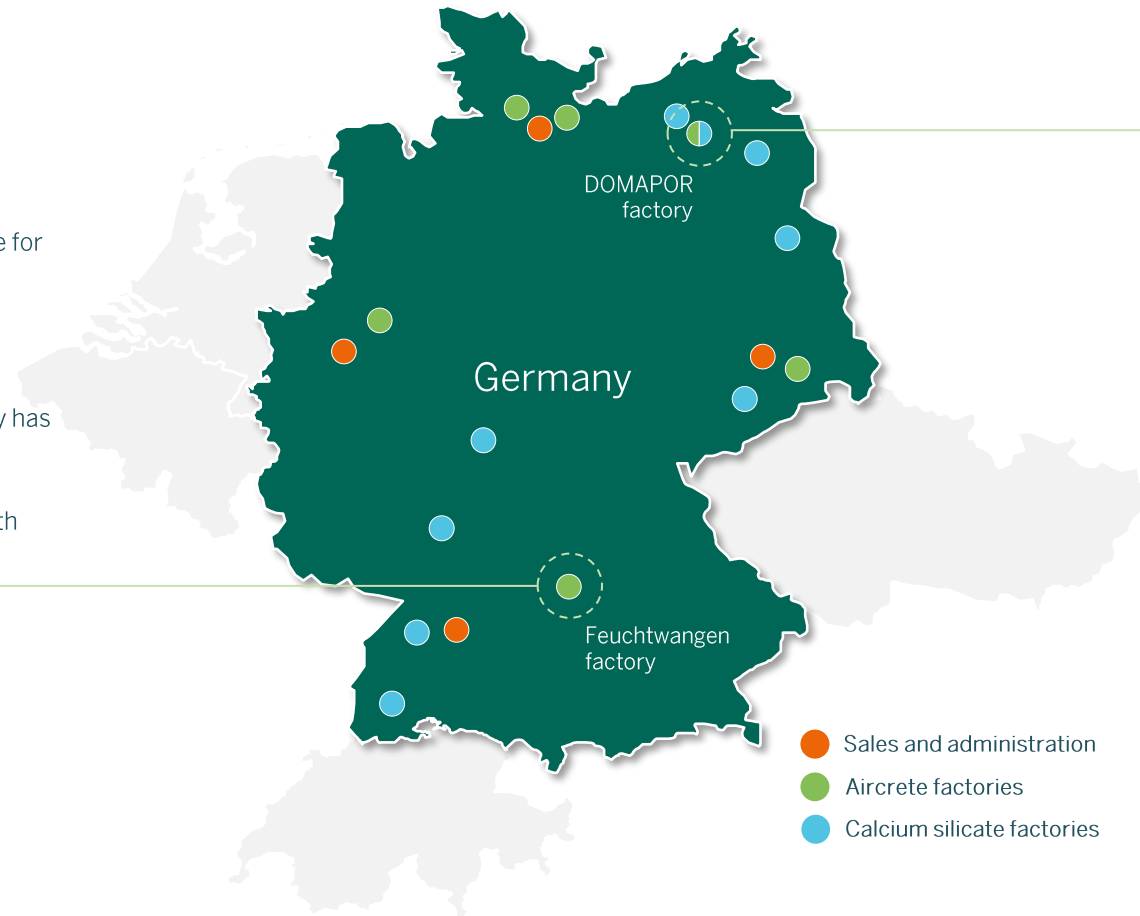 e for
y has
th
DOMAPOR
factory
Germany
Feuchtwangen
factory
Sales and administration
Aircrete factories
Calcium silicate factories